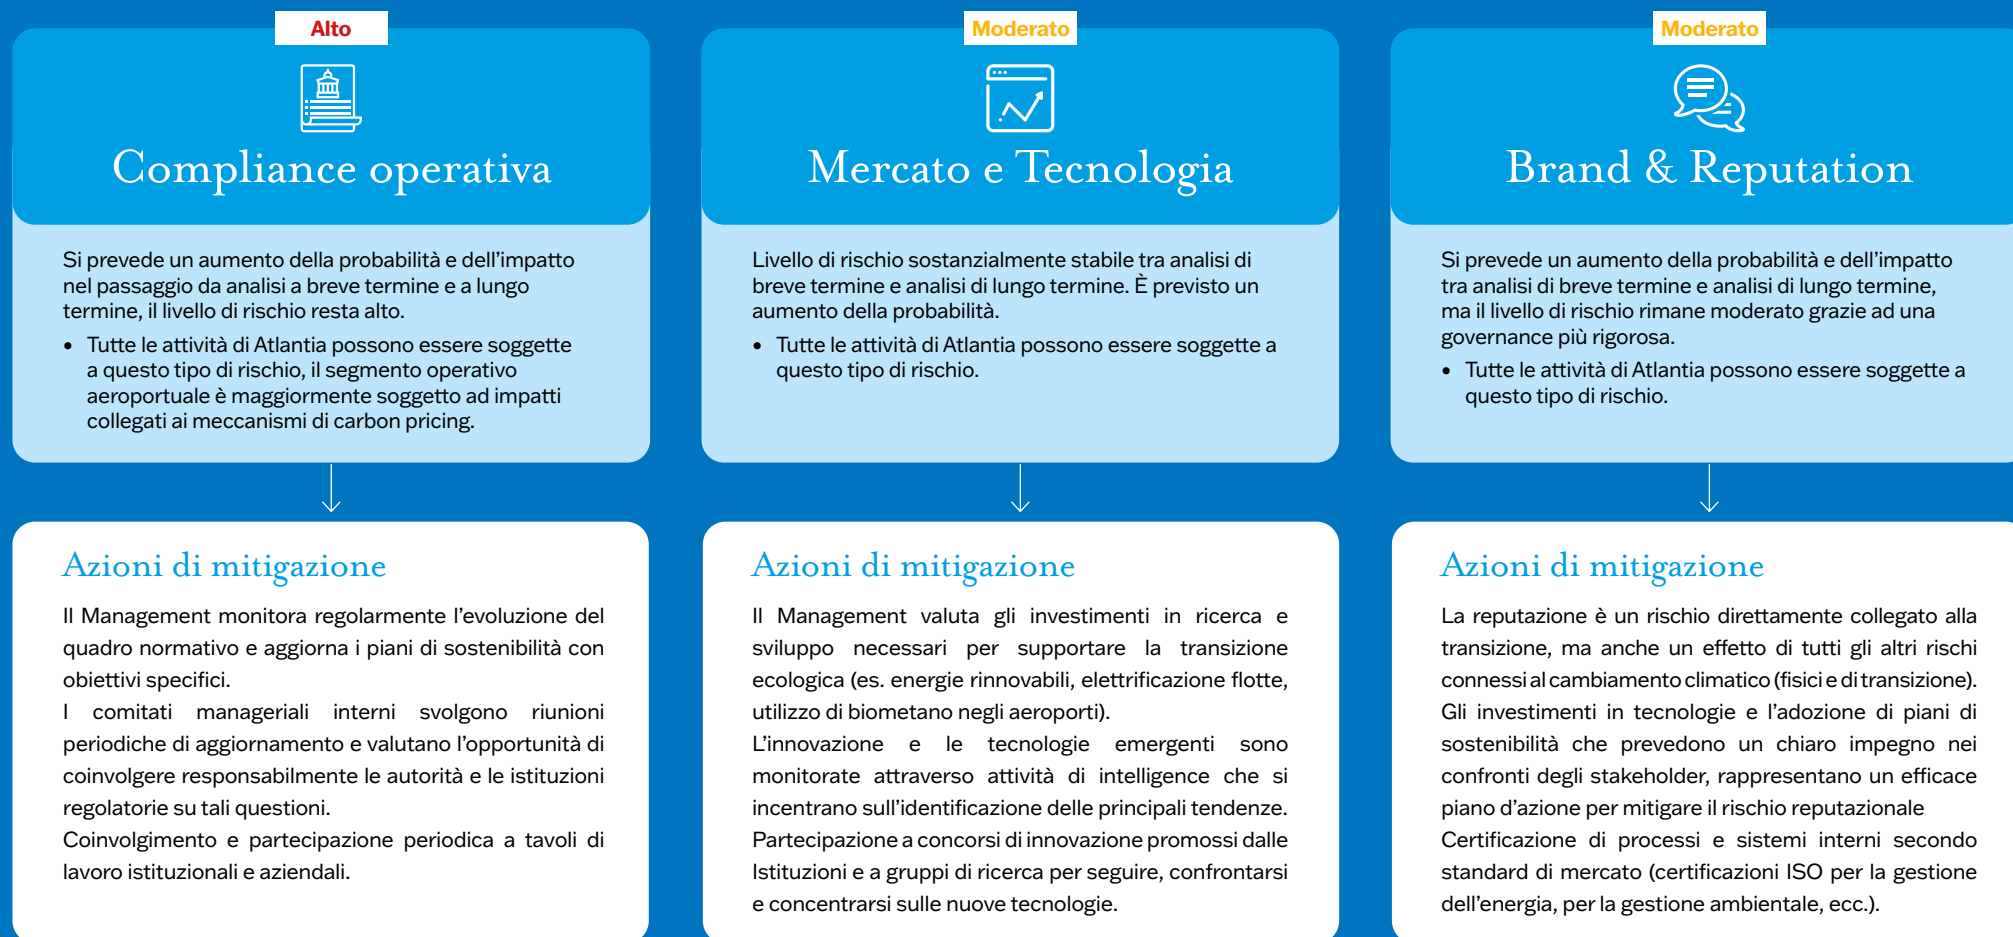 Alto
Compliance operativa
Si prevede un aumento della probabilità e dell'impatto
nel passaggio da analisi a breve termine e a lungo
termine, il livello di rischio resta alto.
• Tutte le attività di Atlantia possono essere soggette
a questo tipo di rischio, il segmento operativo
aeroportuale è maggiormente soggetto ad impatti
collegati ai meccanismi di carbon pricing.
Azioni di mitigazione
Il Management monitora regolarmente l'evoluzione del
quadro normativo e aggiorna i piani di sostenibilità con
obiettivi specifici.
I comitati manageriali interni svolgono riunioni
periodiche di aggiornamento e valutano l'opportunità di
coinvolgere responsabilmente le autorità e le istituzioni
regolatorie su tali questioni.
Coinvolgimento e partecipazione periodica a tavoli di
lavoro istituzionali e aziendali.
Moderato
Mercato e Tecnologia
Livello di rischio sostanzialmente stabile tra analisi di
breve termine e analisi di lungo termine. È previsto un
aumento della probabilità.
• Tutte le attività di Atlantia possono essere soggette a
questo tipo di rischio.
Azioni di mitigazione
Il Management valuta gli investimenti in ricerca e
sviluppo necessari per supportare la transizione
ecologica (es. energie rinnovabili, elettrificazione flotte,
utilizzo di biometano negli aeroporti).
L'innovazione e le tecnologie emergenti sono
monitorate attraverso attività di intelligence che si
incentrano sull'identificazione delle principali tendenze.
Partecipazione a concorsi di innovazione promossi dalle
Istituzioni e a gruppi di ricerca per seguire, confrontarsi
e concentrarsi sulle nuove tecnologie.
Moderato
Brand & Reputation
Si prevede un aumento della probabilità e dell'impatto
tra analisi di breve termine e analisi di lungo termine,
ma il livello di rischio rimane moderato grazie ad una
governance più rigorosa.
• Tutte le attività di Atlantia possono essere soggette a
questo tipo di rischio.
Azioni di mitigazione
La reputazione è un rischio direttamente collegato alla
transizione, ma anche un effetto di tutti gli altri rischi
connessi al cambiamento climatico (fisici e di transizione).
Gli investimenti in tecnologie e l'adozione di piani di
sostenibilità che prevedono un chiaro impegno nei
confronti degli stakeholder, rappresentano un efficace
piano d'azione per mitigare il rischio reputazionale
Certificazione di processi e sistemi interni secondo
standard di mercato (certificazioni ISO per la gestione
dell'energia, per la gestione ambientale, ecc.).